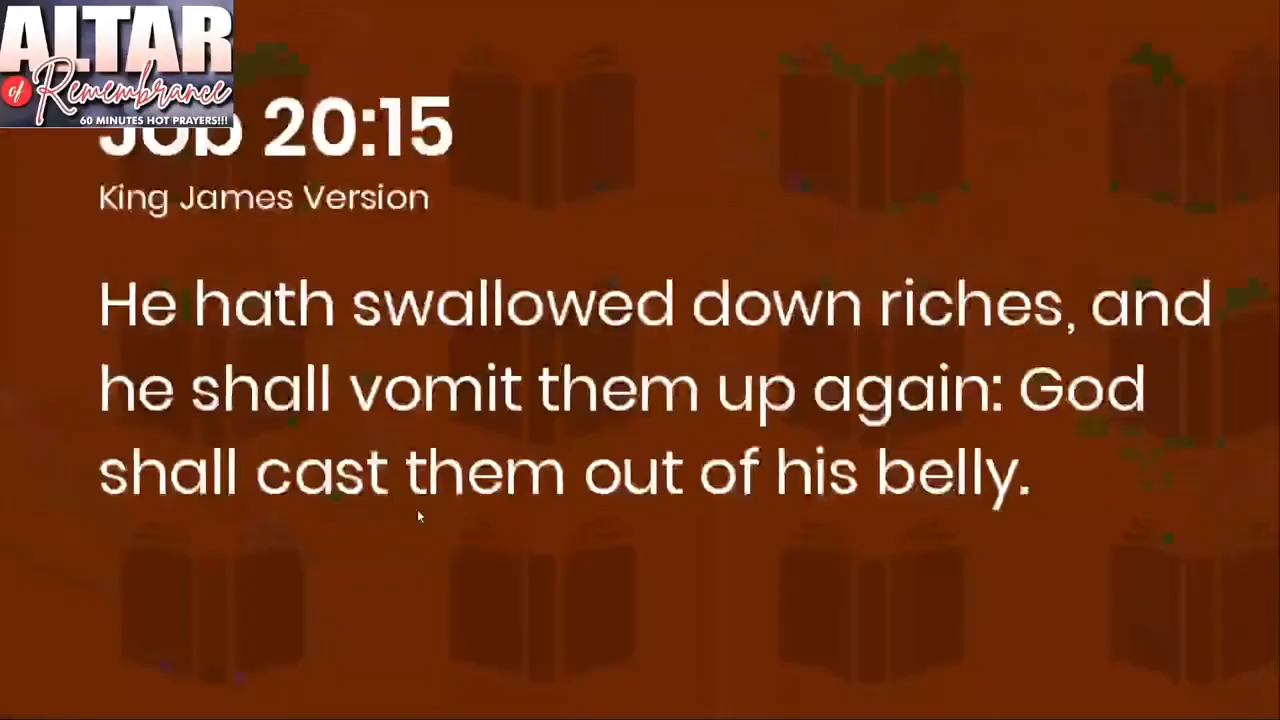 ALTAR
of Remembrance
60 MINUTES HOT PRAYERS!!!
Job 20:15
King James Version
He hath swallowed down riches, and
he shall vomit them up again: God
shall cast them out of his belly.